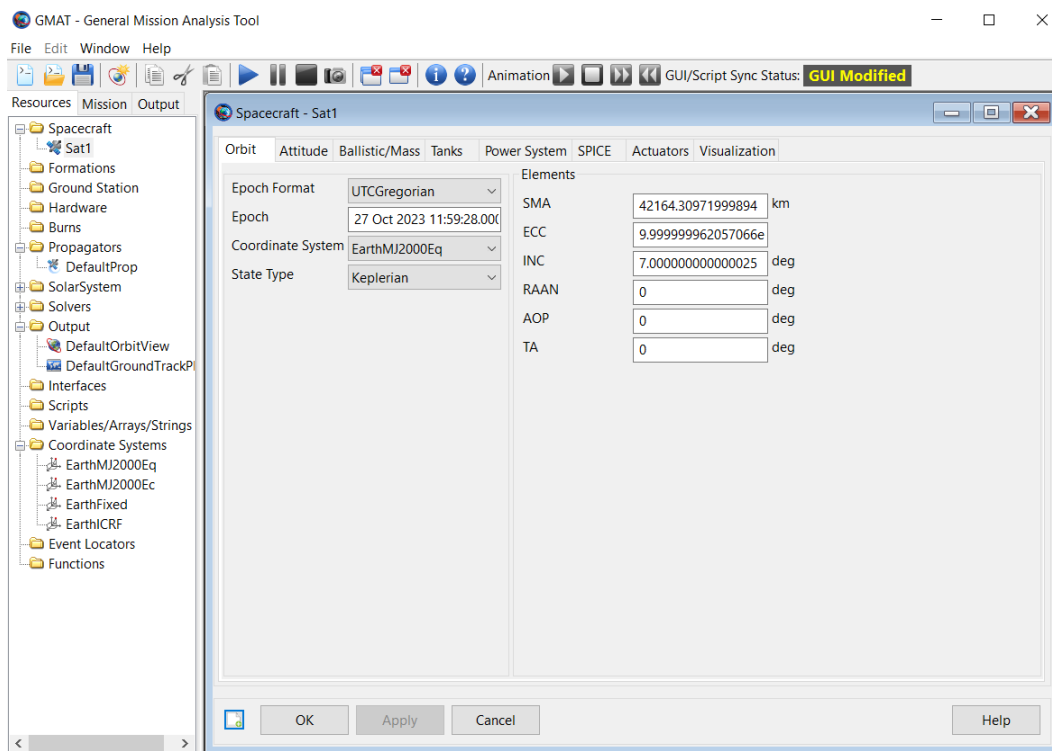 GMAT - General Mission Analysis Tool
File Edit Window Help
Animation GUI/Script Sync Status: GUI Modified
Resources Mission Output
Spacecraft
Sat1
Formations
Ground Station
Hardware
Burns
Propagators
DefaultProp
SolarSystem
Solvers
Output
DefaultOrbitView
DefaultGroundTrackPl
Interfaces
Scripts
Variables/Arrays/Strings
Coordinate Systems
EarthMJ2000Eq
EarthMJ2000Ec
EarthFixed
EarthICRF
Event Locators
Functions
Spacecraft - Sat1
Orbit Attitude Ballistic/Mass Tanks Power System SPICE Actuators Visualization
Epoch Format UTCGregorian
Epoch 27 Oct 2023 11:59:28.000
Coordinate System EarthMJ2000Eq
State Type Keplerian
Elements
SMA 42164.30971999894 km
ECC 9.999999962057066e
INC 7.000000000000025 deg
RAAN 0 deg
AOP 0 deg
TA 0 deg
OK Apply Cancel Help